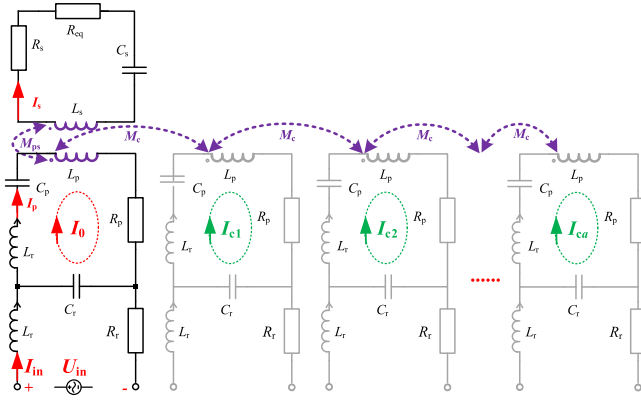 R_eq
R_s C_s
I_s L_s
M_ps M_c M_c M_c M_c
L_p L_p L_p L_p
C_p C_p C_p C_p
I_p I_0 R_p I_c1 R_p I_c2 R_p I_ca R_p
L_r L_r L_r L_r
......
C_r C_r C_r C_r
L_r R_r L_r R_r L_r R_r L_r R_r
I_in U_in
+ -